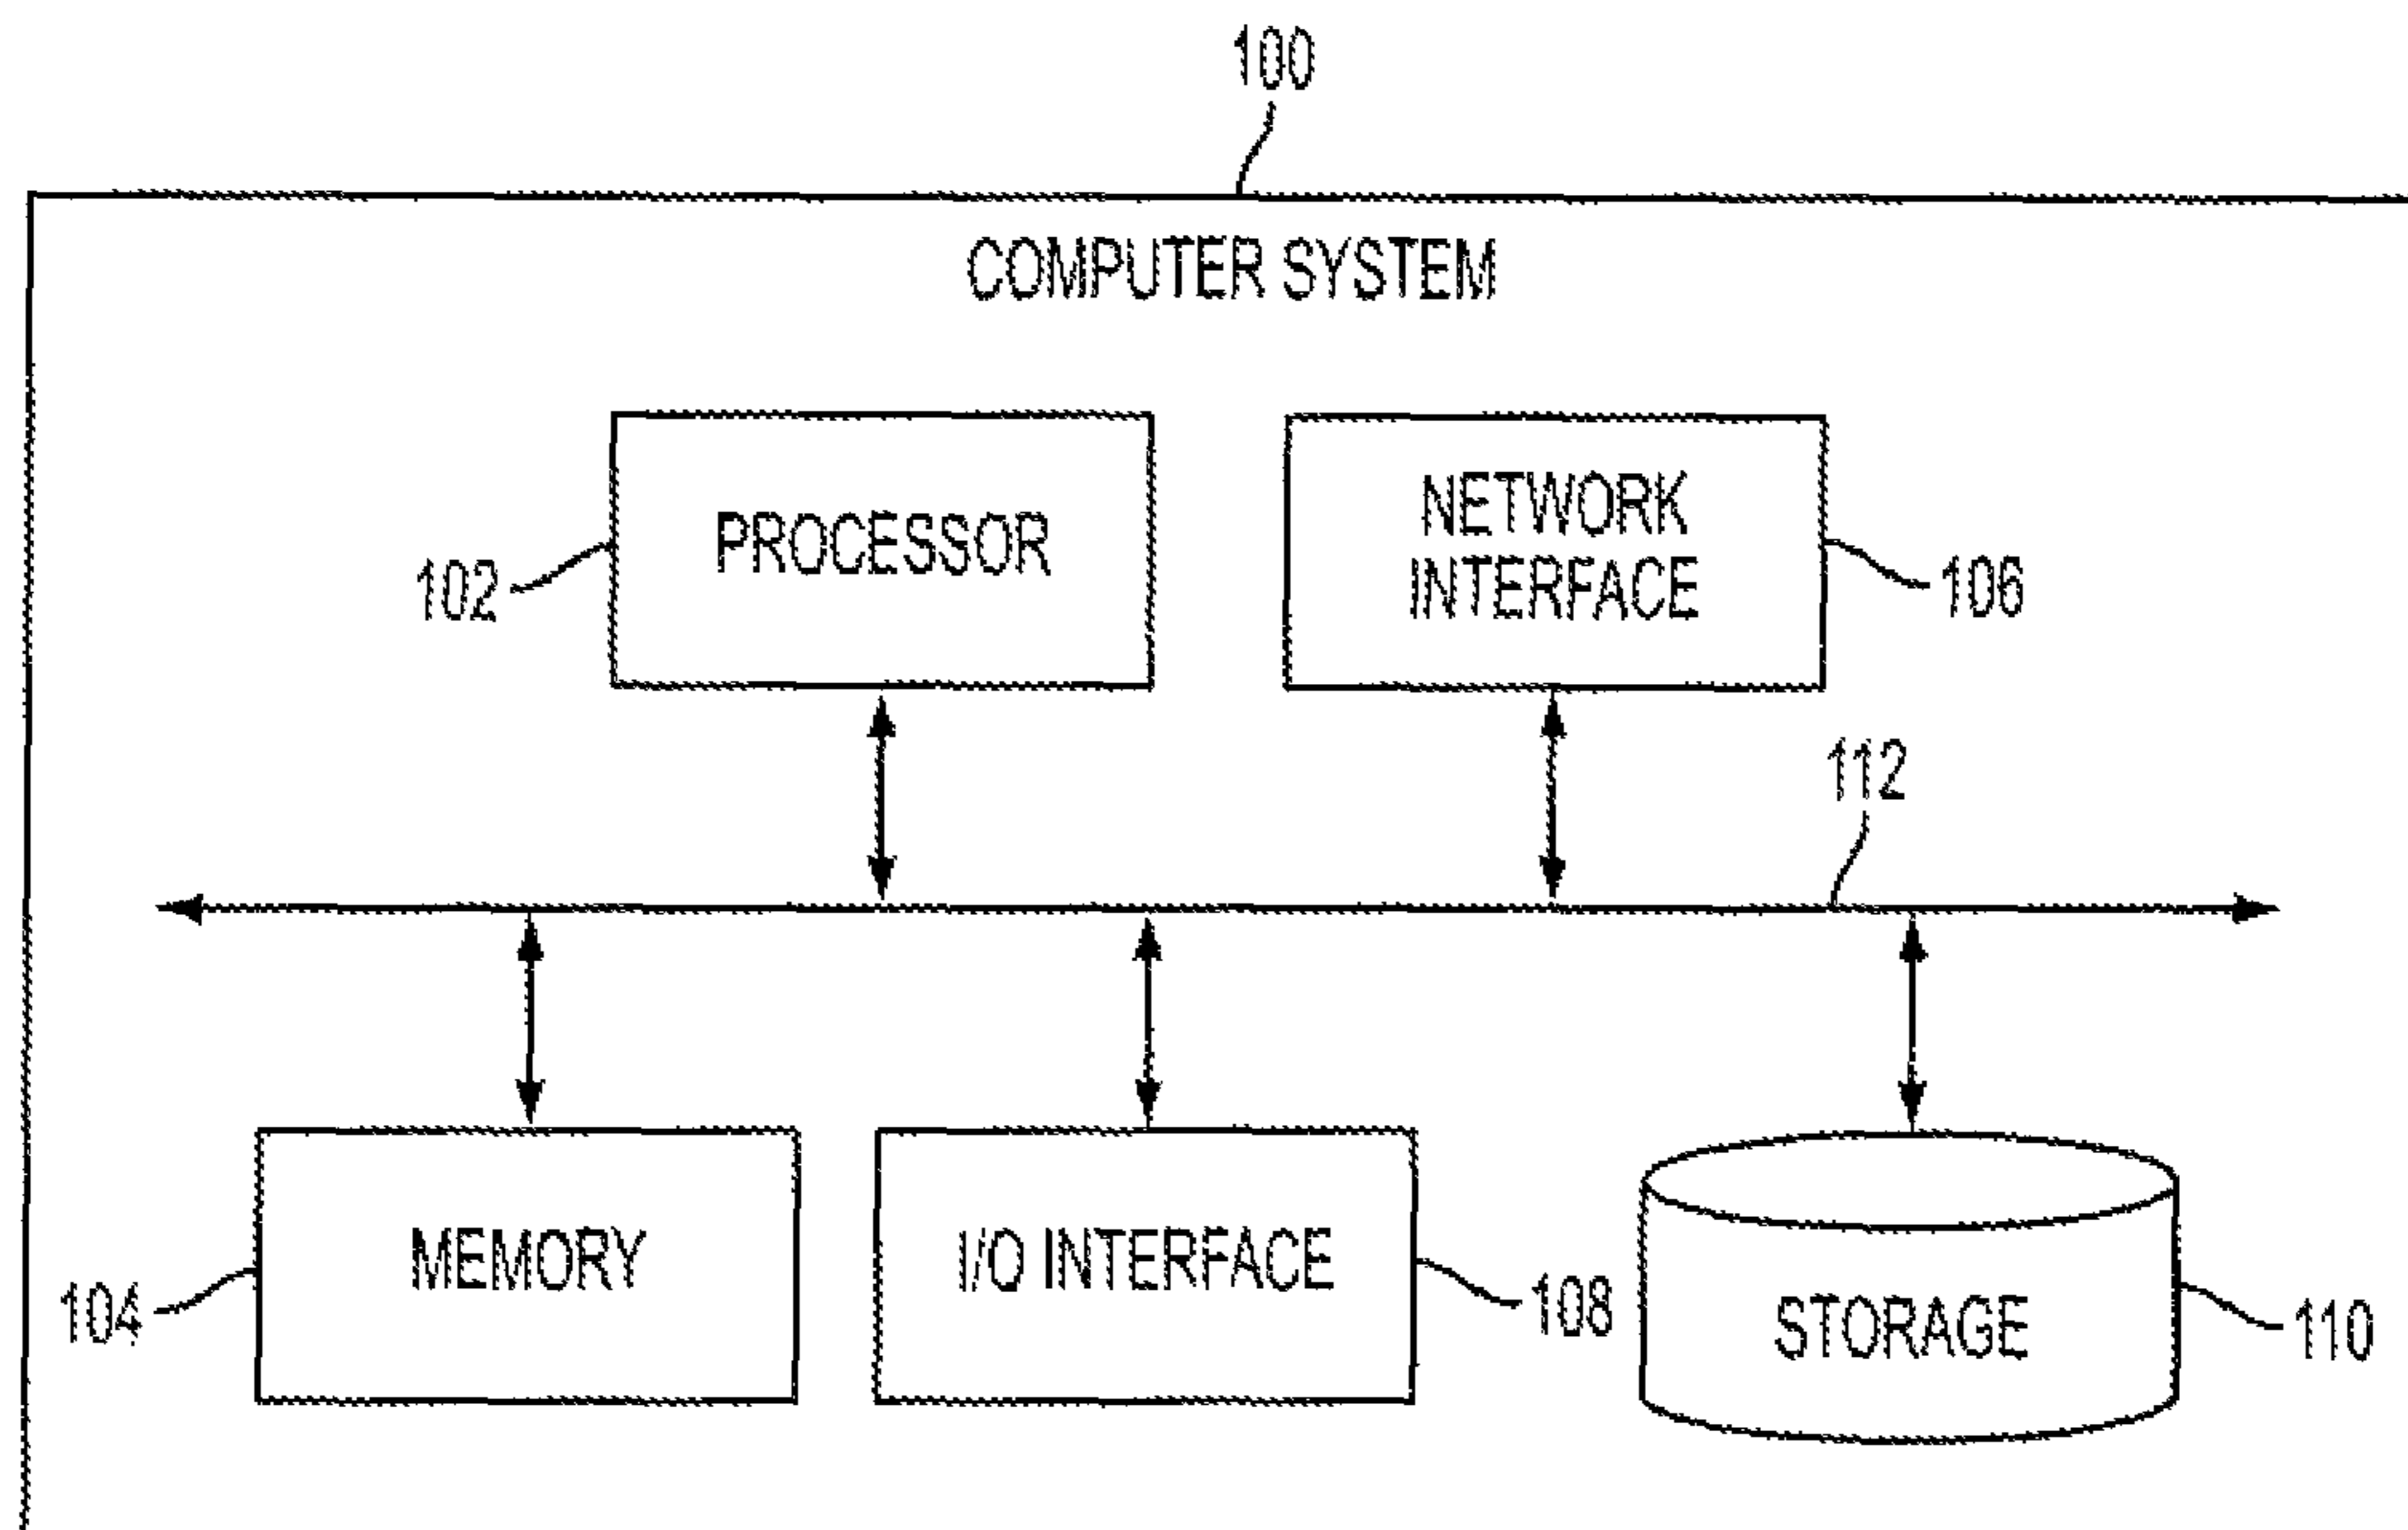 100
COMPUTER SYSTEM
PROCESSOR
102
NETWORK
INTERFACE
106
112
MEMORY
104
I/O INTERFACE
108
STORAGE
110